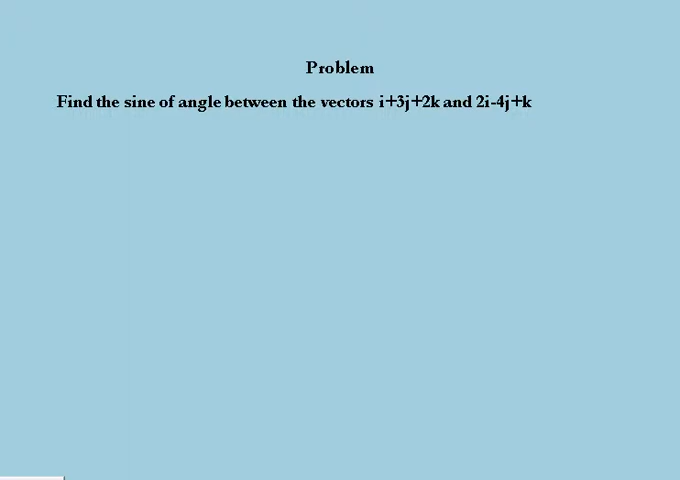 Problem
Find the sine of angle between the vectors i+3j+2k and 2i-4j+k